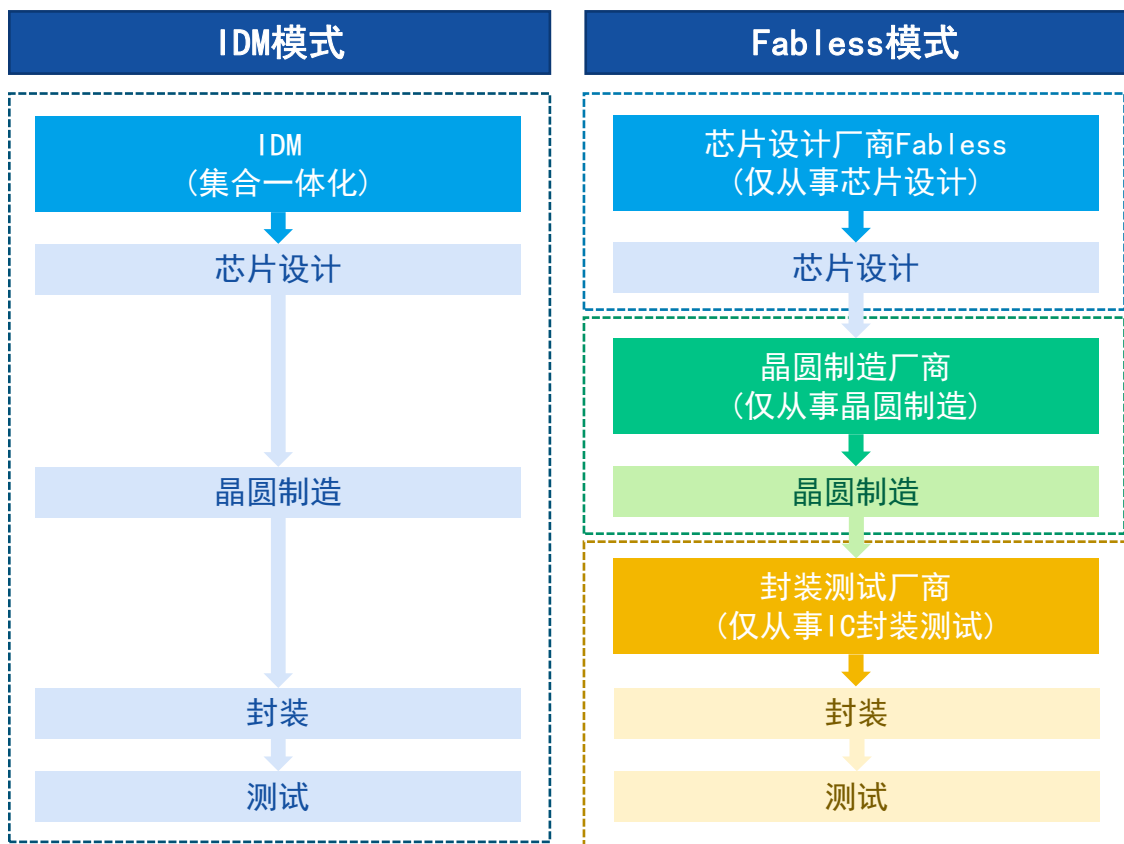 IDM模式
IDM
(集合一体化)
芯片设计
晶圆制造
封装
测试
Fabless模式
芯片设计厂商Fabless
(仅从事芯片设计)
芯片设计
晶圆制造厂商
(仅从事晶圆制造)
晶圆制造
封装测试厂商
(仅从事IC封装测试)
封装
测试